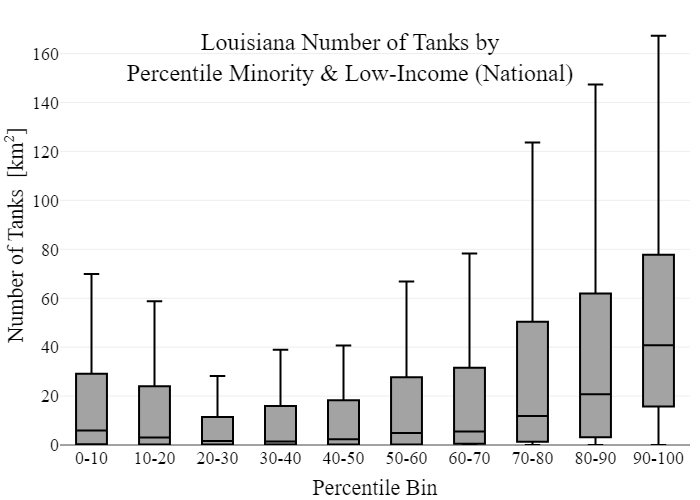 Louisiana Number of Tanks by
Percentile Minority & Low-Income (National)
Number of Tanks [km²]
160
140
120
100
80
60
40
20
0
0-10 10-20 20-30 30-40 40-50 50-60 60-70 70-80 80-90 90-100
Percentile Bin